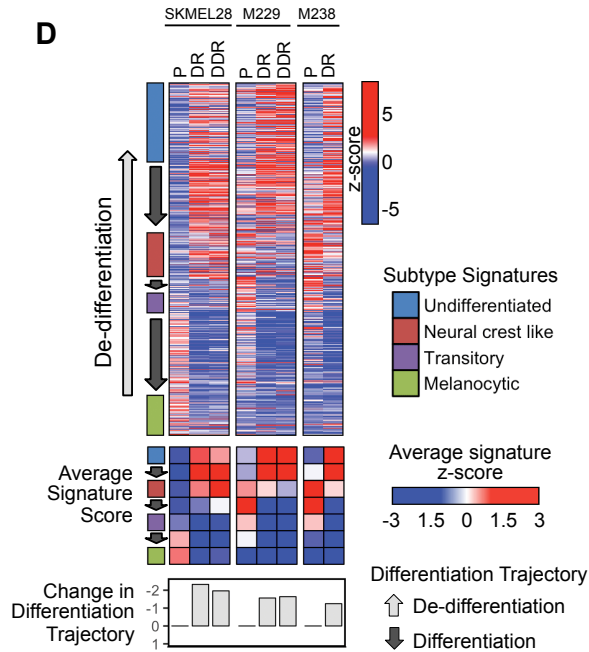 D
SKMEL28 M229 M238
P DR DDR P DR DDR P DR
De-differentiation
5
0
-5
z-score
Subtype Signatures
Undifferentiated
Neural crest like
Transitory
Melanocytic
Average
Signature
Score
Average signature
z-score
-3 1.5 0 1.5 3
Change in
Differentiation
Trajectory
-2
-1
0
1
Differentiation Trajectory
De-differentiation
Differentiation